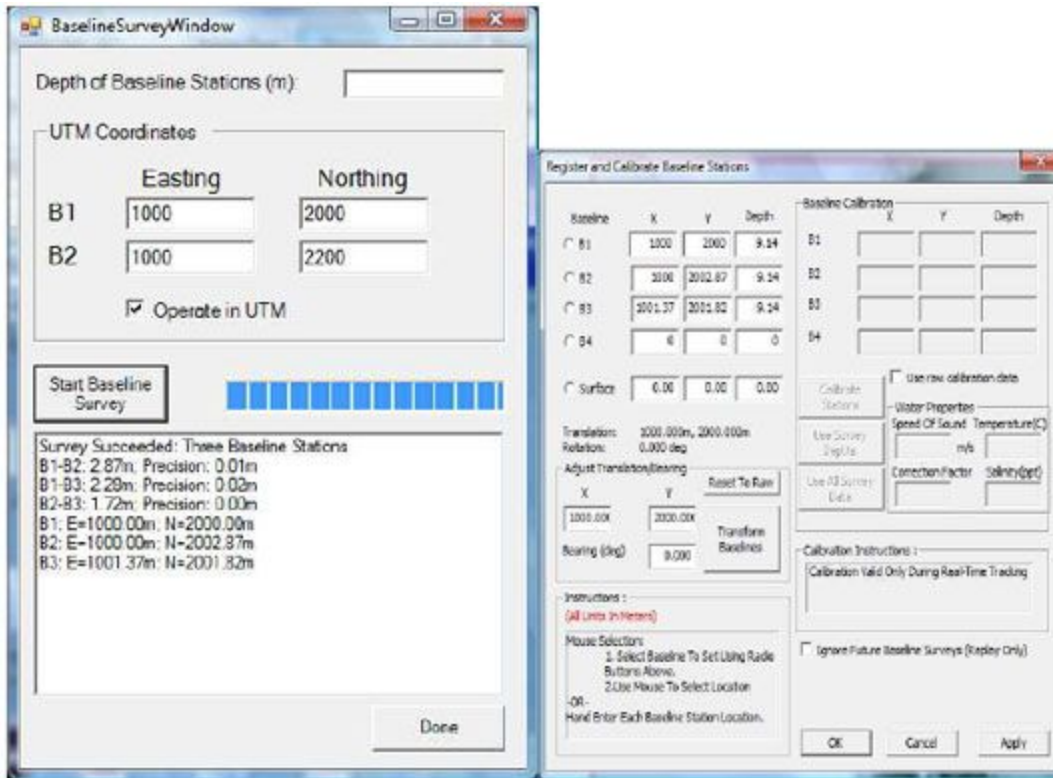 BaselineSurveyWindow
Depth of Baseline Stations (m):
UTM Coordinates
Easting Northing
B1 1000 2000
B2 1000 2200
Operate in UTM
Start Baseline
Survey
Survey Succeeded: Three Baseline Stations
B1-B2: 2.87m; Precision: 0.01m
B1-B3: 2.28m; Precision: 0.02m
B2-B3: 1.72m; Precision: 0.00m
B1: E=1000.00m; N=2000.00m
B2: E=1000.00m; N=2002.87m
B3: E=1001.37m; N=2001.82m
Done
Register and Calibrate Baseline Stations
Baseline X Y Depth
B1 1000 2000 9.14
B2 1000 2002.87 9.14
B3 1001.37 2001.82 9.14
B4 0 0 0
Surface 0.00 0.00 0.00
Translation: 1000.000m, 2000.000m
Rotation: 0.000 deg
Adjust Translation/Bearing
X Y Reset To Raw
1000.00 2000.00
Transform
Baselines
Bearing (deg) 0.000
Instructions :
(All Units In Meters)
Mouse Selection:
1. Select Baseline To Set Using Radio
Buttons Above.
2.Use Mouse To Select Location
-OR-
Hand Enter Each Baseline Station Location.
Baseline Calibration
X Y Depth
B1
B2
B3
B4
Use raw calibration data
Calibrate
Stations
Use Survey
Depths
Use All Survey
Data
Water Properties
Speed Of Sound Temperature(C)
m/s
Correction Factor Salinity(ppt)
Calibration Instructions :
Calibration Valid Only During Real-Time Tracking
Ignore Future Baseline Surveys (Replay Only)
OK Cancel Apply